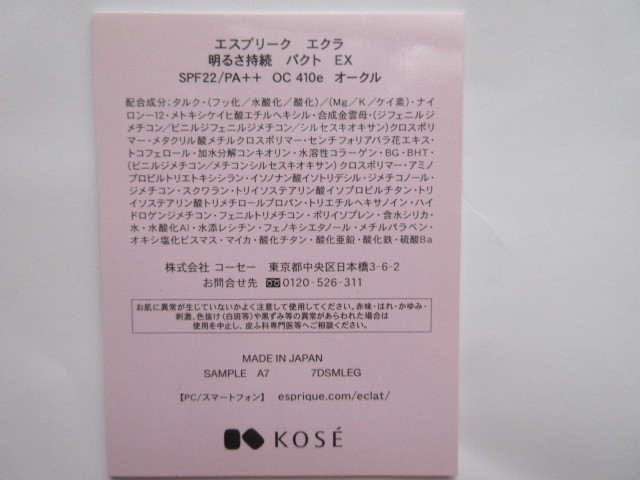 エスプリーク　エクラ
明るさ持続　パクト　EX
SPF22/PA++　OC 410e　オークル
配合成分：タルク・(フッ化／水酸化／酸化)／(Mg／K／ケイ素)・ナイ
ロン-12・メトキシケイヒ酸エチルヘキシル・合成金雲母・(ジフェニルジ
メチコン/ビニルジフェニルジメチコン/シルセスキオキサン)クロスポリ
マー・メタクリル酸メチルクロスポリマー・センチフォリアバラ花エキス・
トコフェロール・加水分解コンキオリン・水溶性コラーゲン・BG・BHT・
(ビニルジメチコン/メチコンシルセスキオキサン)クロスポリマー・アミノ
プロピルトリエトキシシラン・イソノナン酸イソトリデシル・ジメチコノール・
ジメチコン・スクワラン・トリイソステアリン酸イソプロピルチタン・トリ
イソステアリン酸トリメチロールプロパン・トリエチルヘキサノイン・ハイ
ドロゲンジメチコン・フェニルトリメチコン・ポリイソプレン・含水シリカ・
水・水酸化Al・水添レシチン・フェノキシエタノール・メチルパラベン・
オキシ塩化ビスマス・マイカ・酸化チタン・酸化亜鉛・酸化鉄・硫酸Ba
株式会社 コーセー　東京都中央区日本橋3-6-2
お問合せ先　0120-526-311
お肌に異常が生じていないかよく注意して使用してください。赤味・はれ・かゆみ・
刺激、色抜け(白斑等)や黒ずみ等の異常があらわれた場合は
使用を中止し、皮ふ科専門医等へご相談ください。
MADE IN JAPAN
SAMPLE　A7　7DSMLEG
【PC/スマートフォン】　esprique.com/eclat/
KOSÉ